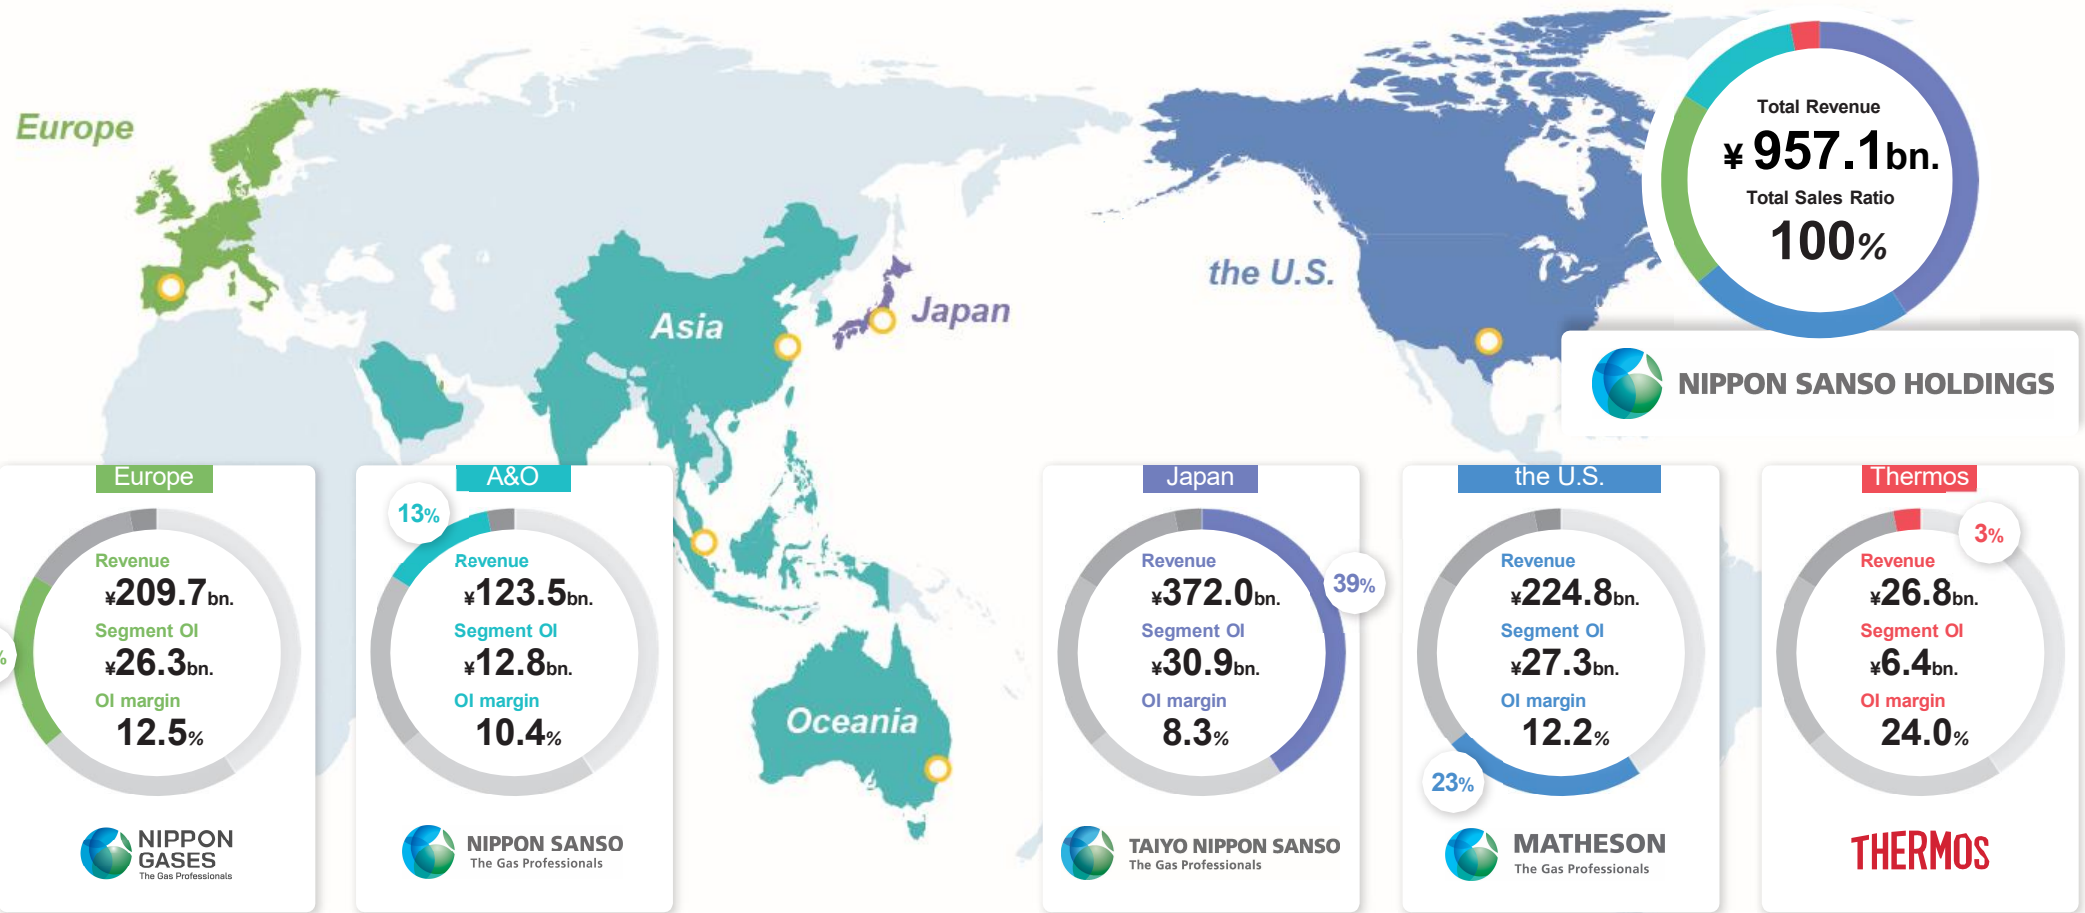 Europe
Asia
Japan
the U.S.
Oceania
Total Revenue
¥957.1bn.
Total Sales Ratio
100%
NIPPON SANSO HOLDINGS
Europe
Revenue
¥209.7bn.
Segment OI
¥26.3bn.
OI margin
12.5%
%
NIPPON
GASES
The Gas Professionals
A&O
13%
Revenue
¥123.5bn.
Segment OI
¥12.8bn.
OI margin
10.4%
NIPPON SANSO
The Gas Professionals
Japan
39%
Revenue
¥372.0bn.
Segment OI
¥30.9bn.
OI margin
8.3%
TAIYO NIPPON SANSO
The Gas Professionals
the U.S.
Revenue
¥224.8bn.
Segment OI
¥27.3bn.
OI margin
12.2%
23%
MATHESON
The Gas Professionals
Thermos
3%
Revenue
¥26.8bn.
Segment OI
¥6.4bn.
OI margin
24.0%
THERMOS